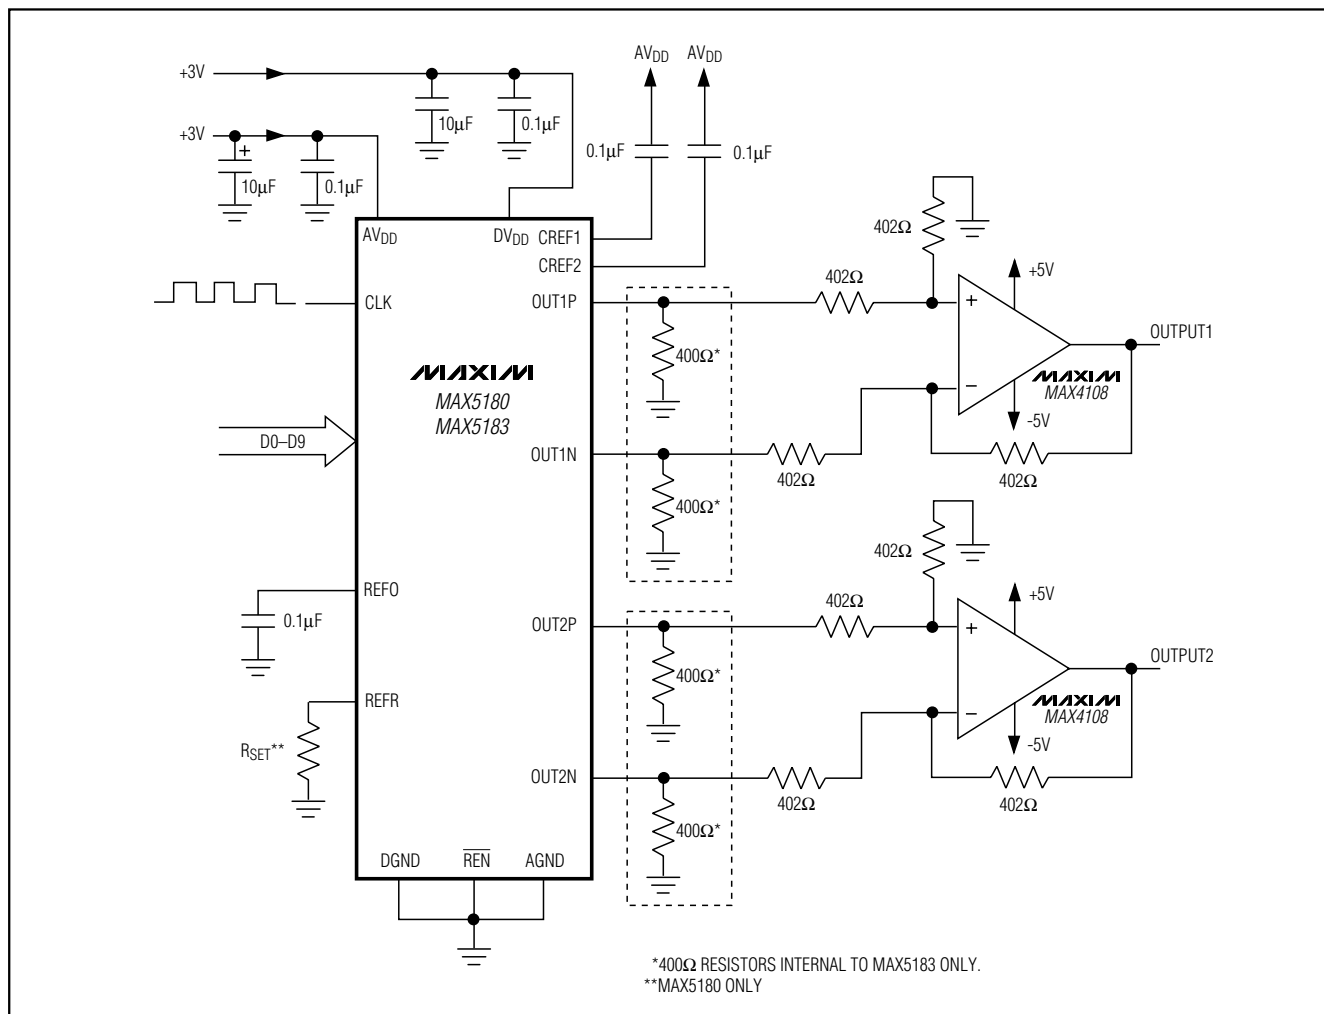 AVDD AVDD
+3V
10µF 0.1µF
+3V
+
10µF 0.1µF
0.1µF 0.1µF
AVDD DVDD CREF1
CREF2
CLK
OUT1P
MAXIM
MAX5180
MAX5183
D0–D9
OUT1N
REFO
0.1µF
OUT2P
REFR
RSET**
OUT2N
DGND REN AGND
400Ω*
400Ω*
400Ω*
400Ω*
402Ω
402Ω
+5V
+
OUTPUT1
−
MAXIM
MAX4108
-5V
402Ω
402Ω
402Ω
402Ω
+5V
+
OUTPUT2
−
MAXIM
MAX4108
-5V
402Ω
402Ω
*400Ω RESISTORS INTERNAL TO MAX5183 ONLY.
**MAX5180 ONLY